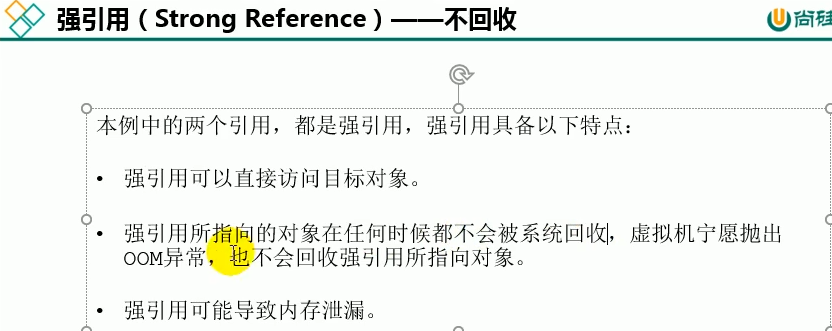 强引用（Strong Reference）——不回收
尚硅
本例中的两个引用，都是强引用，强引用具备以下特点：
• 强引用可以直接访问目标对象。
• 强引用所指向的对象在任何时候都不会被系统回收，虚拟机宁愿抛出
OOM异常，也不会回收强引用所指向对象。
• 强引用可能导致内存泄漏。